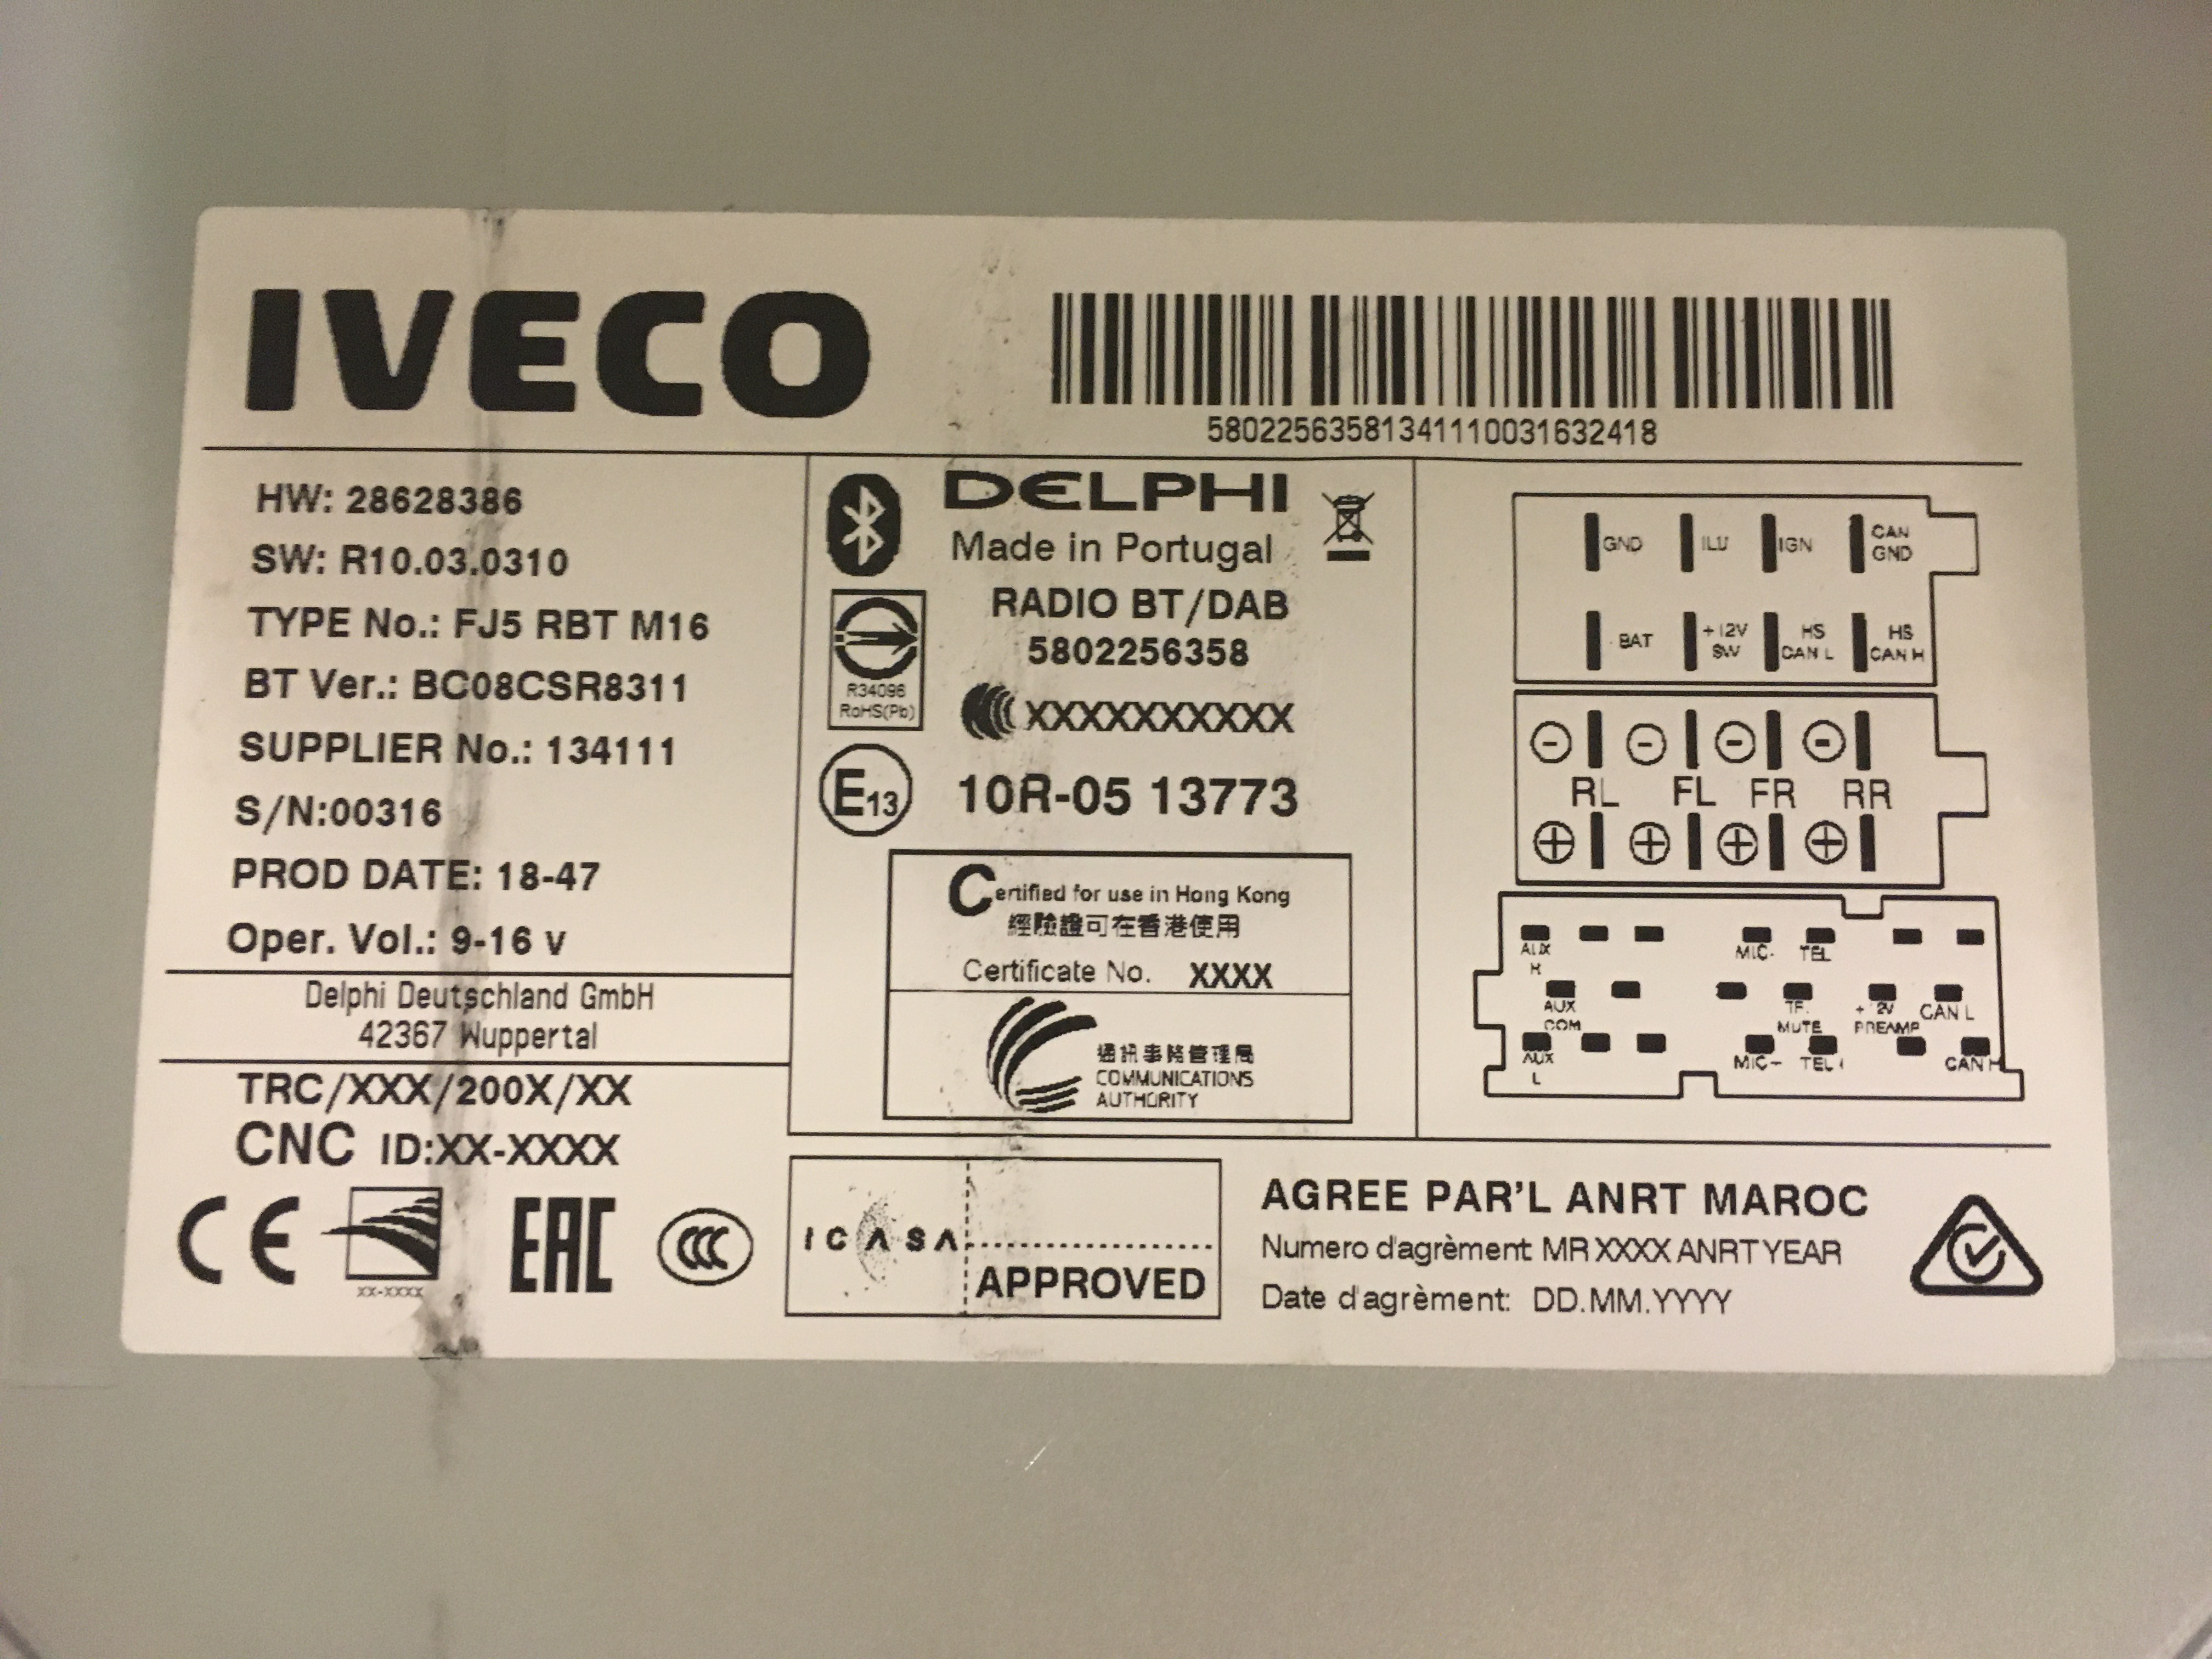 IVECO
58022563581341110031632418
HW: 28628386
SW: R10.03.0310
TYPE No.: FJ5 RBT M16
BT Ver.: BC08CSR8311
SUPPLIER No.: 134111
S/N:00316
PROD DATE: 18-47
Oper. Vol.: 9-16 v
Delphi Deutschland GmbH
42367 Wuppertal
TRC/XXX/200X/XX
CNC ID:XX-XXXX
CE
XX-XXXX
EAC
CCC
DELPHI
Made in Portugal
RADIO BT/DAB
5802256358
R34096
RoHS(Pb)
XXXXXXXXXX
E13
10R-05 13773
Certified for use in Hong Kong
經驗證可在香港使用
Certificate No. XXXX
通訊事務管理局
COMMUNICATIONS
AUTHORITY
ICASA
APPROVED
GND ILU IGN CAN GND
BAT +12V SW HS CAN L HS CAN H
- - - -
RL FL FR RR
+ + + +
AUX R MIC- TEL
AUX COM MUTE +12V PREAMP CAN L
AUX L MIC+ TEL CAN H
AGREE PAR'L ANRT MAROC
Numero d'agrèment MR XXXX ANRT YEAR
Date d'agrèment: DD.MM.YYYY